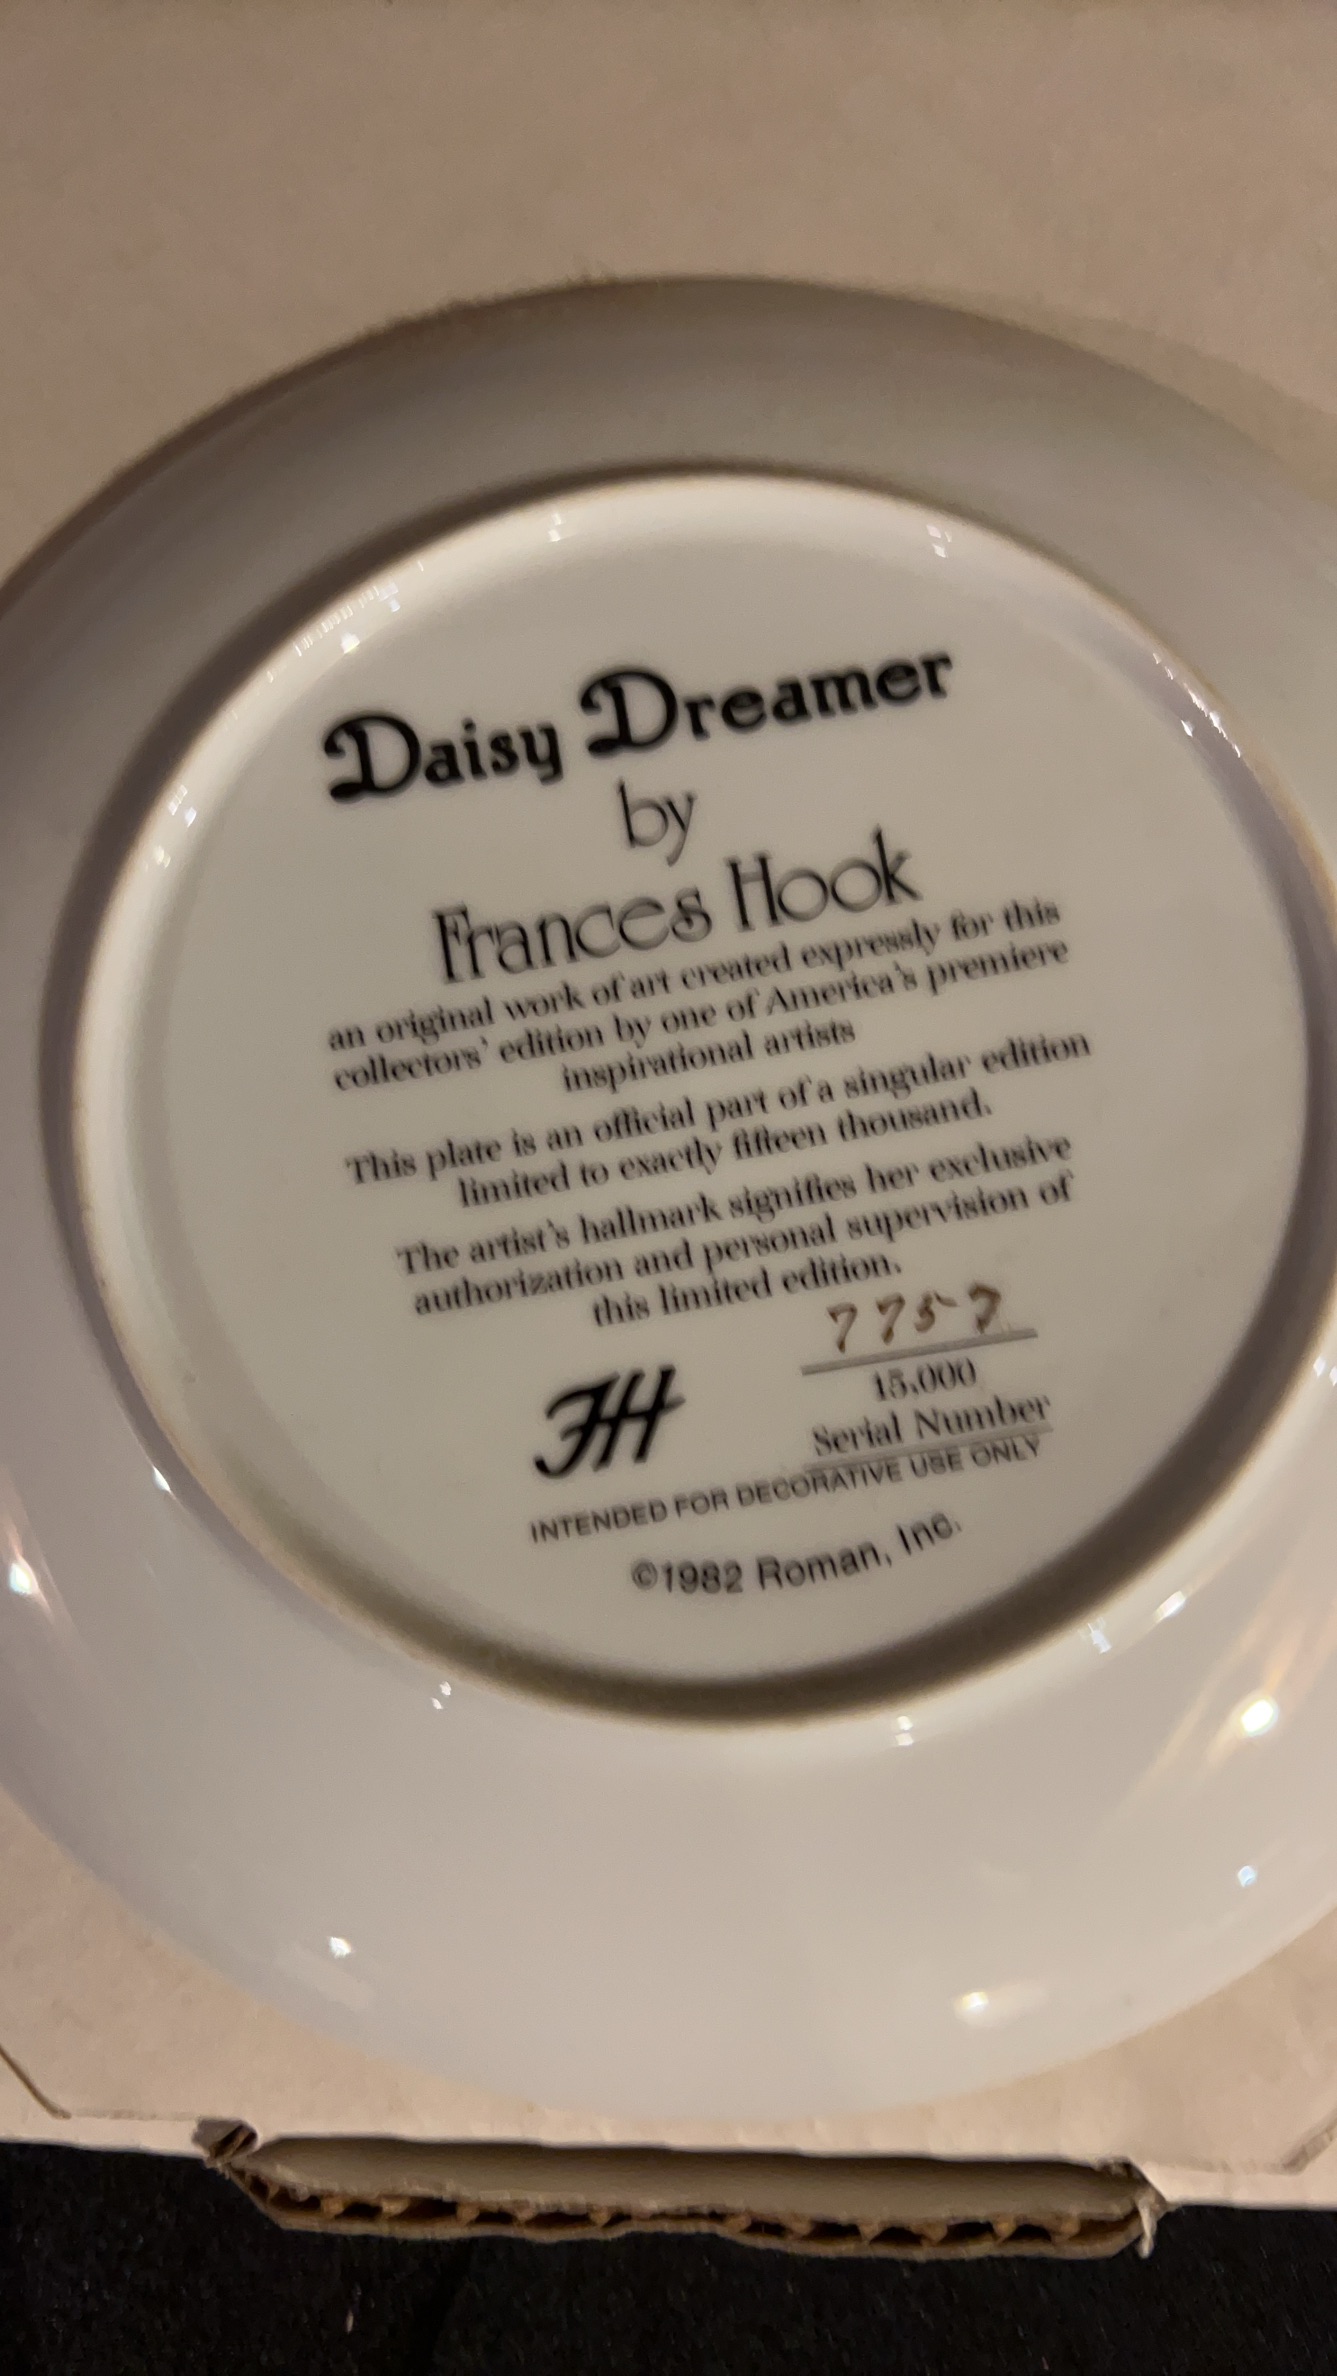 Daisy Dreamer
by
Frances Hook
an original work of art created expressly for this
collectors' edition by one of America's premiere
inspirational artists
This plate is an official part of a singular edition
limited to exactly fifteen thousand.
The artist's hallmark signifies her exclusive
authorization and personal supervision of
this limited edition.
7757
15,000
FH
Serial Number
INTENDED FOR DECORATIVE USE ONLY
©1982 Roman, Inc.